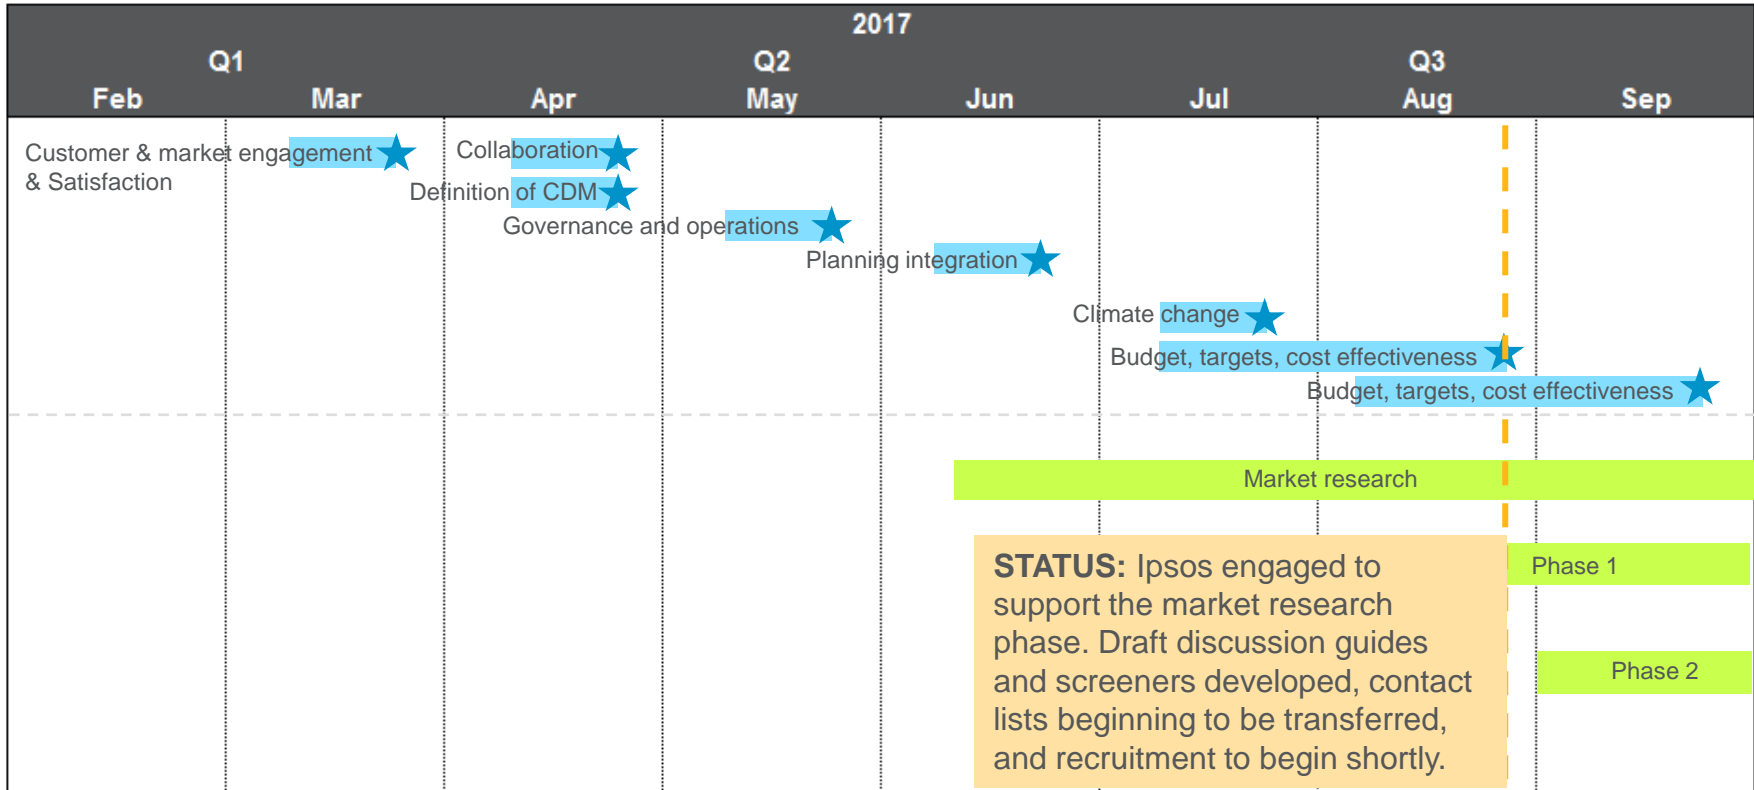 2017
Q1 Q2 Q3
Feb Mar Apr May Jun Jul Aug Sep
Customer & market engagement
& Satisfaction
Collaboration
Definition of CDM
Governance and operations
Planning integration
Climate change
Budget, targets, cost effectiveness
Budget, targets, cost effectiveness
Market research
Phase 1
Phase 2
STATUS: Ipsos engaged to
support the market research
phase. Draft discussion guides
and screeners developed, contact
lists beginning to be transferred,
and recruitment to begin shortly.